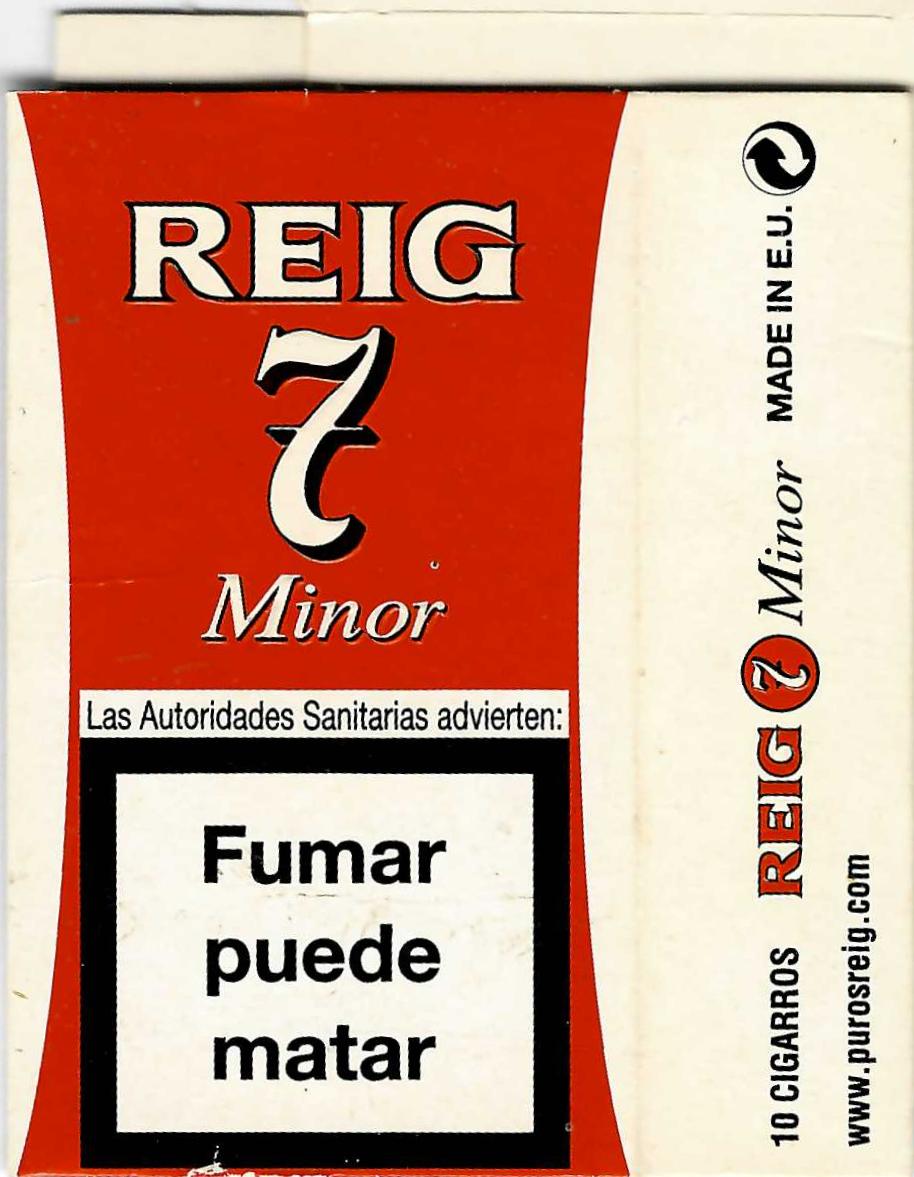 REIG
7
Minor
Las Autoridades Sanitarias advierten:
Fumar
puede
matar
10 CIGARROS REIG 7 Minor MADE IN E.U.
www.purosreig.com